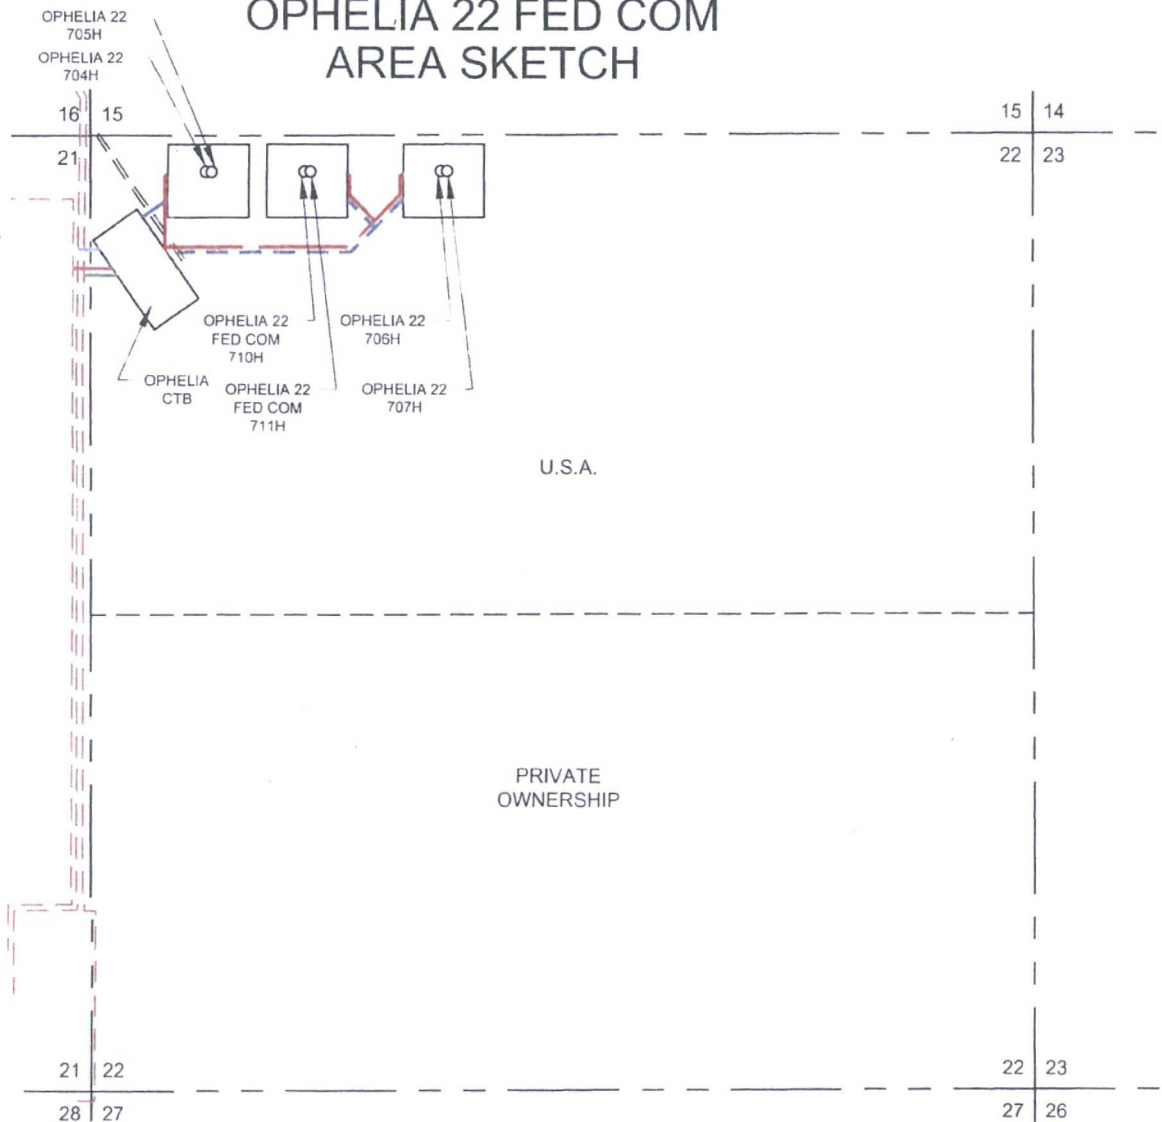 OPHELIA 22 FED COM
AREA SKETCH
OPHELIA 22
705H
OPHELIA 22
704H
16 15
21
15 14
22 23
OPHELIA 22
FED COM
710H
OPHELIA 22
706H
OPHELIA
CTB
OPHELIA 22
FED COM
711H
OPHELIA 22
707H
U.S.A.
PRIVATE
OWNERSHIP
21 22
28 27
22 23
27 26